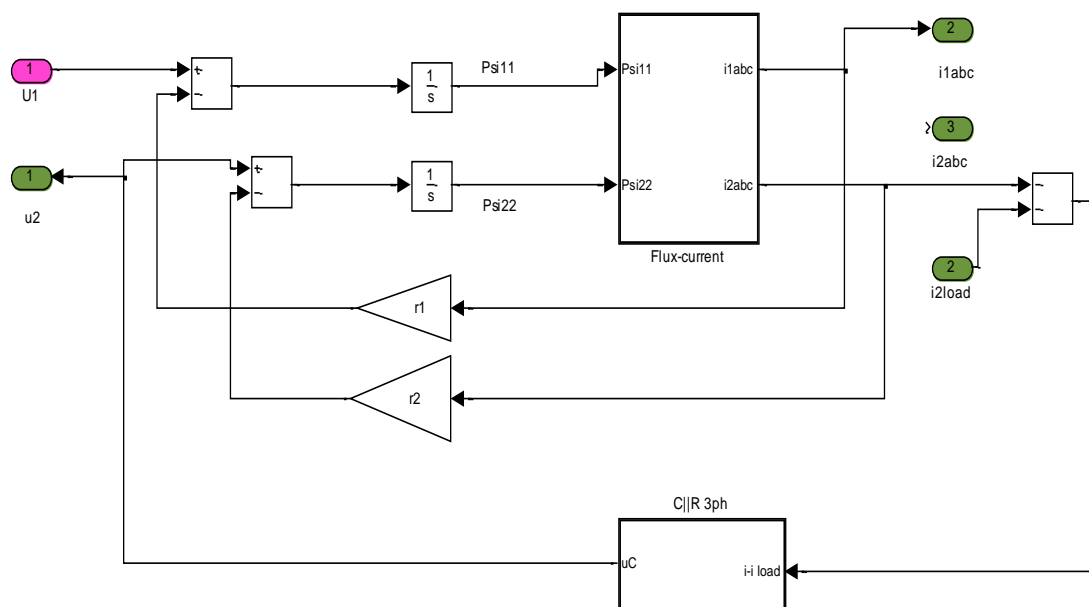 2
i1abc
1
U1
+
−
1
s
Psi11
Psi11
i1abc
3
i2abc
1
u2
+
−
1
s
Psi22
Psi22
i2abc
−
−
Flux-current
2
i2load
r1
r2
C||R 3ph
uC
i-i load